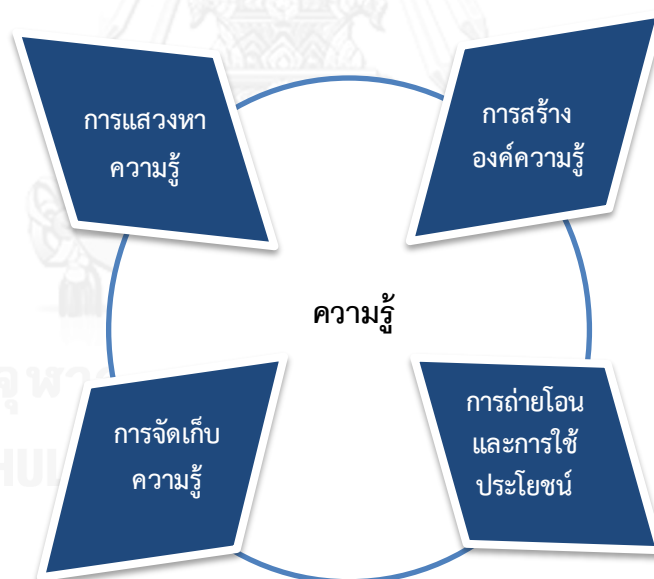 การแสวงหา
ความรู้
การสร้าง
องค์ความรู้
ความรู้
การจัดเก็บ
ความรู้
การถ่ายโอน
และการใช้
ประโยชน์